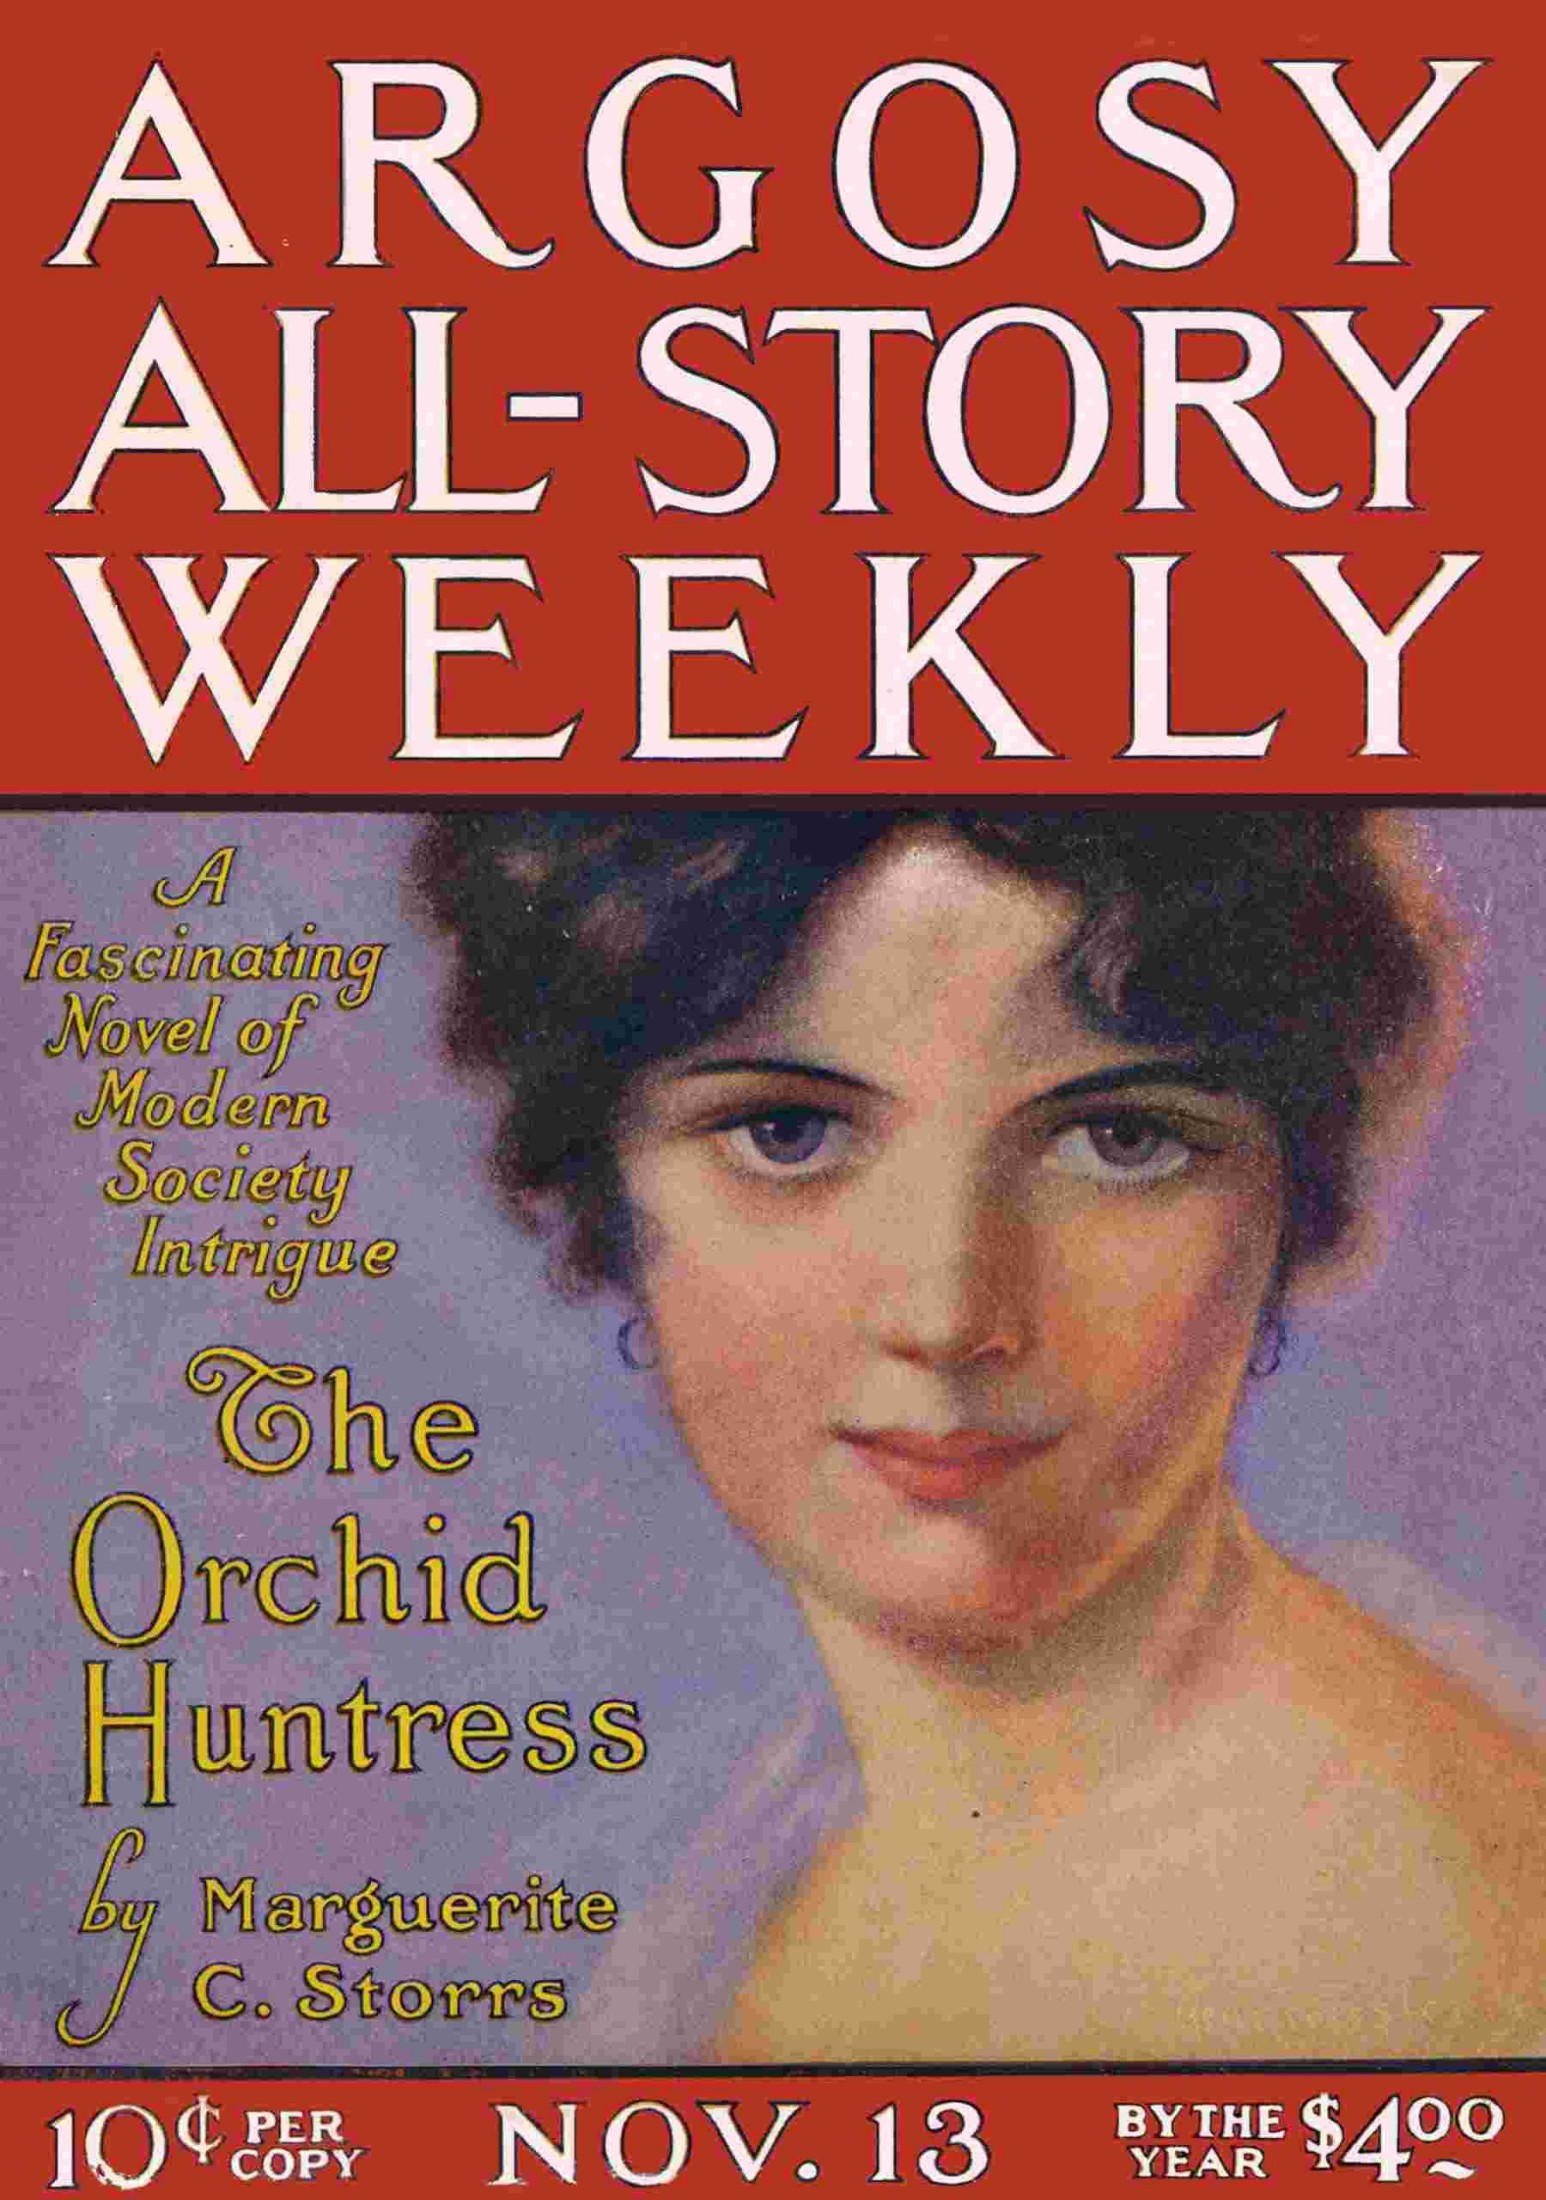 ARGOSY
ALL-STORY
WEEKLY
A
Fascinating
Novel of
Modern
Society
Intrigue
The
Orchid
Huntress
by Marguerite
C. Storrs
10¢ PER
COPY
NOV. 13
BY THE
YEAR
$4.00